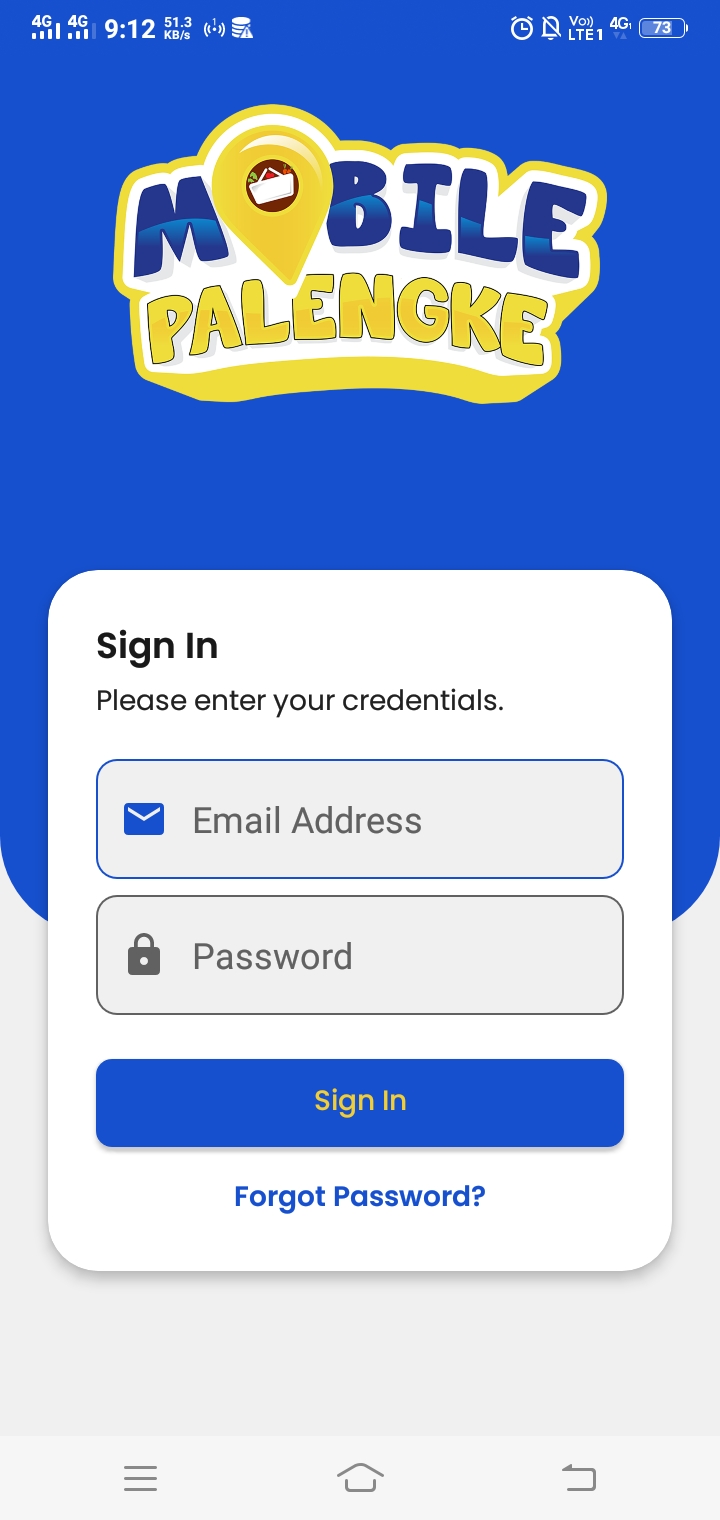 4G 4G 9:12 51.3 KB/s 1 Vo)) LTE1 4G 73
MOBILE
PALENGKE
Sign In
Please enter your credentials.
Email Address
Password
Sign In
Forgot Password?